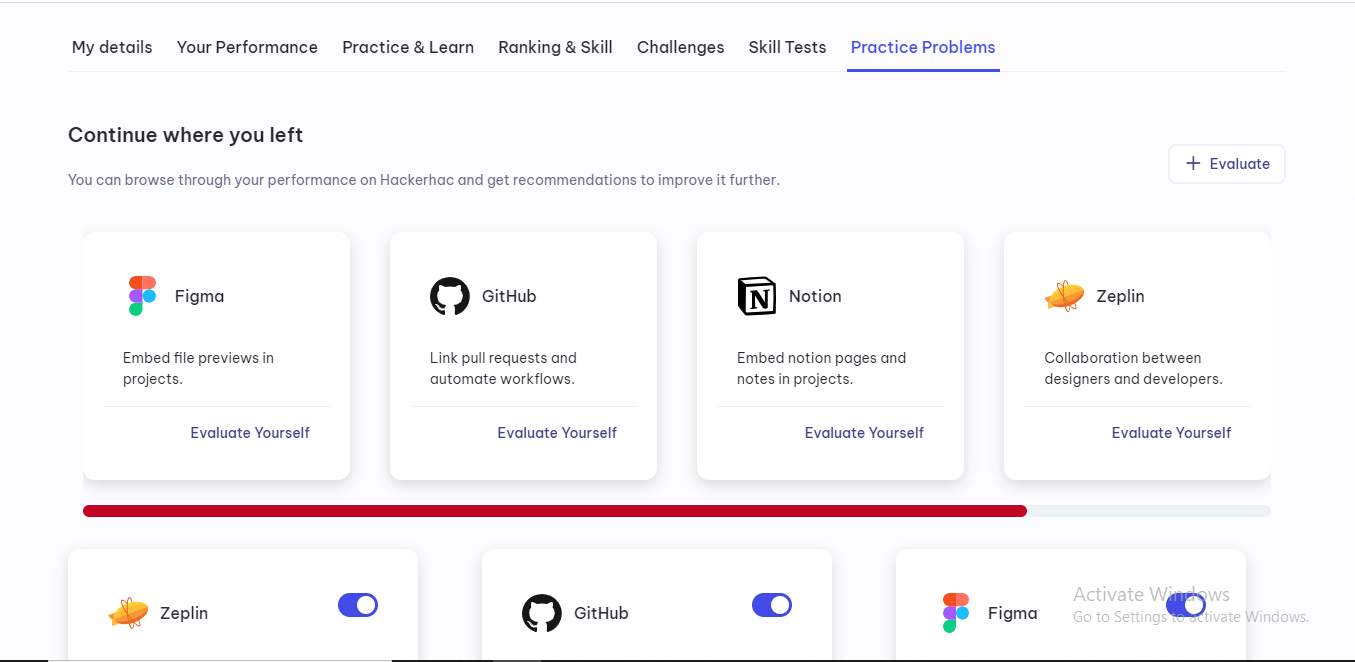 My details Your Performance Practice & Learn Ranking & Skill Challenges Skill Tests Practice Problems
Continue where you left
Evaluate
You can browse through your performance on Hackerhac and get recommendations to improve it further.
Figma
Embed file previews in
projects.
Evaluate Yourself
GitHub
Link pull requests and
automate workflows.
Evaluate Yourself
Notion
Embed notion pages and
notes in projects.
Evaluate Yourself
Zeplin
Collaboration between
designers and developers.
Evaluate Yourself
Zeplin
GitHub
Figma
Activate Windows
Go to Settings to activate Windows.